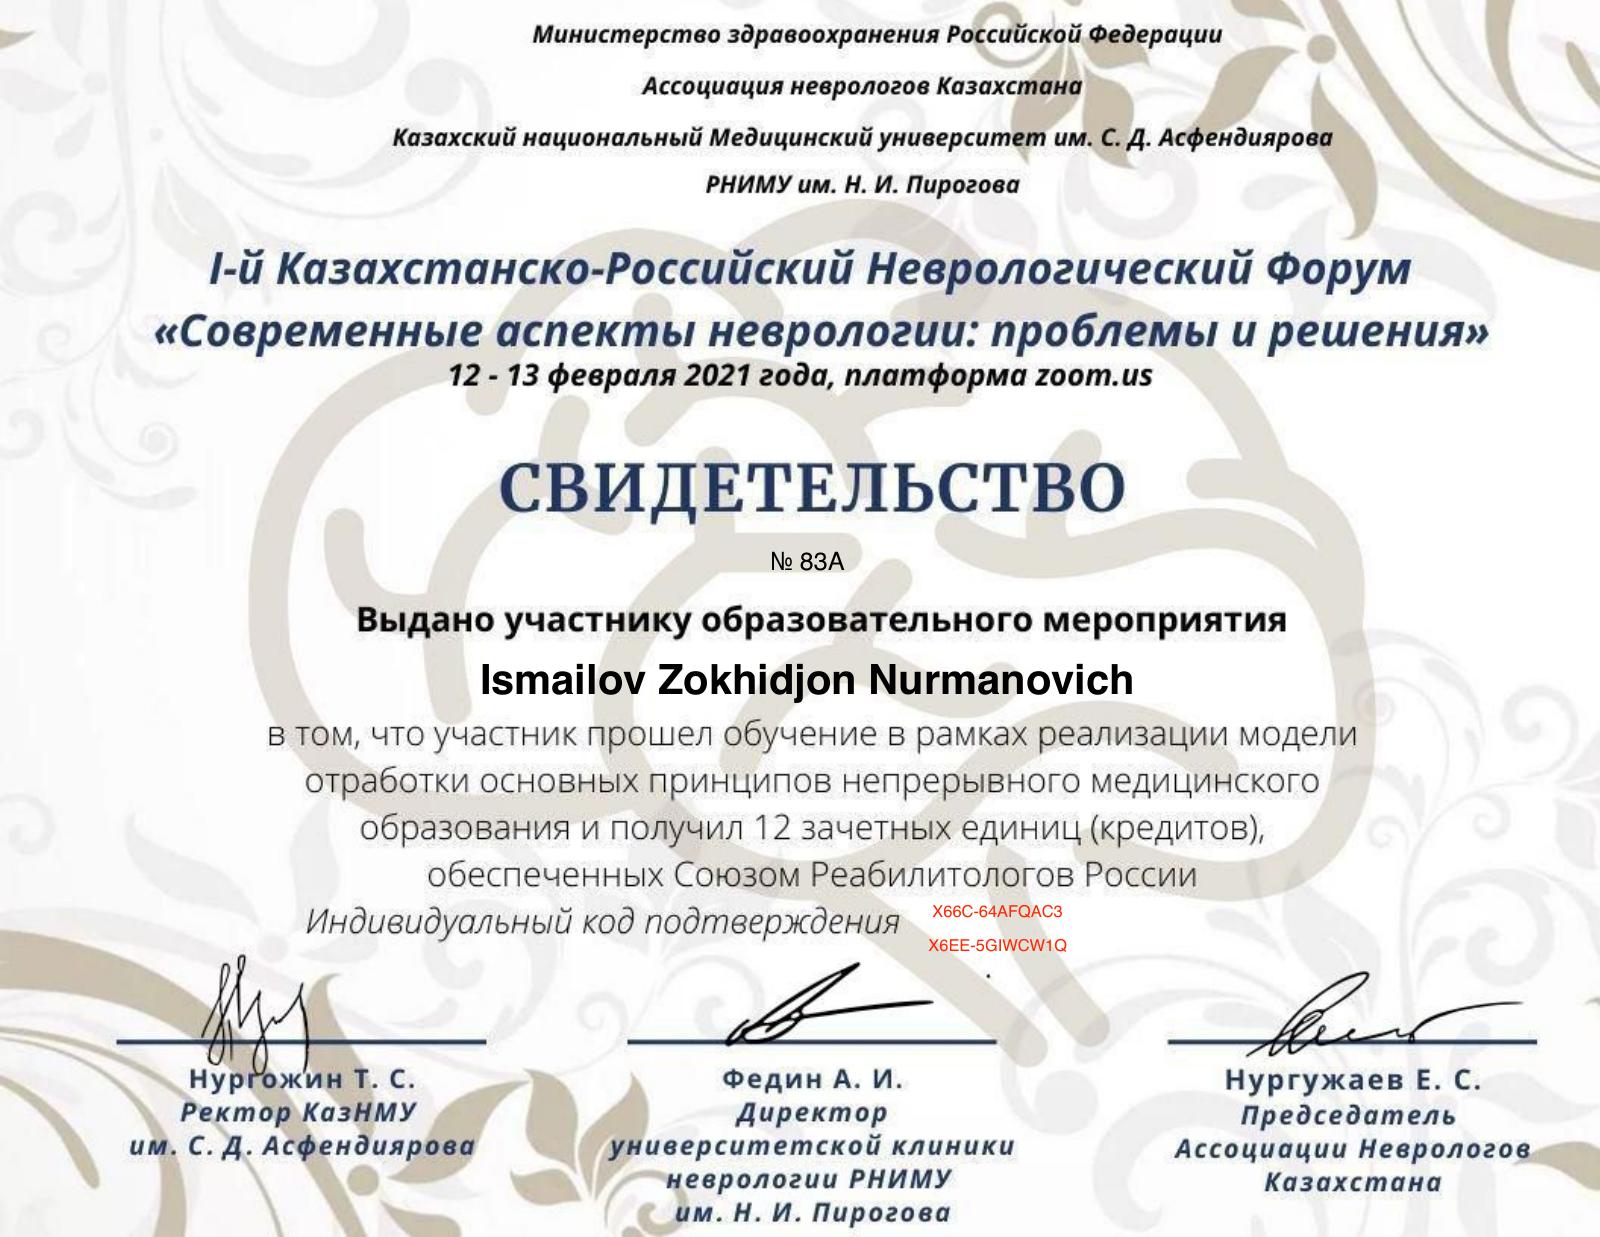 Министерство здравоохранения Российской Федерации
Ассоциация неврологов Казахстана
Казахский национальный Медицинский университет им. С. Д. Асфендиярова
РНИМУ им. Н. И. Пирогова
I-й Казахстанско-Российский Неврологический Форум
«Современные аспекты неврологии: проблемы и решения»
12 - 13 февраля 2021 года, платформа zoom.us
СВИДЕТЕЛЬСТВО
№ 83A
Выдано участнику образовательного мероприятия
Ismailov Zokhidjon Nurmanovich
в том, что участник прошел обучение в рамках реализации модели
отработки основных принципов непрерывного медицинского
образования и получил 12 зачетных единиц (кредитов),
обеспеченных Союзом Реабилитологов России
Индивидуальный код подтверждения X66C-64AFQAC3
X6EE-5GIWCW1Q
Нургожин Т. С.
Ректор КазНМУ
им. С. Д. Асфендиярова
Федин А. И.
Директор
университетской клиники
неврологии РНИМУ
им. Н. И. Пирогова
Нургужаев Е. С.
Председатель
Ассоциации Неврологов
Казахстана